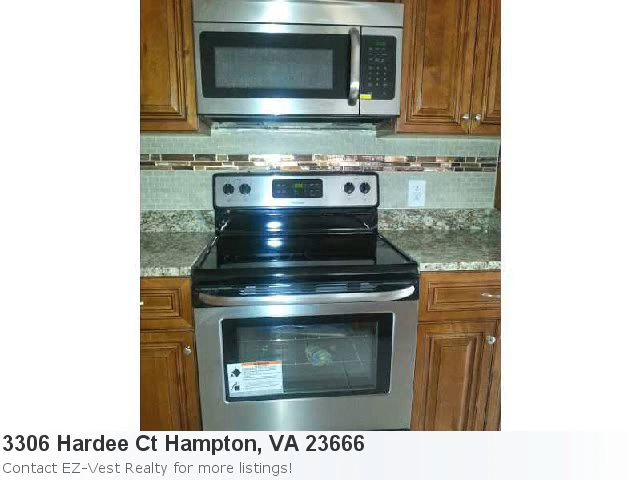 3306 Hardee Ct Hampton, VA 23666
Contact EZ-Vest Realty for more listings!